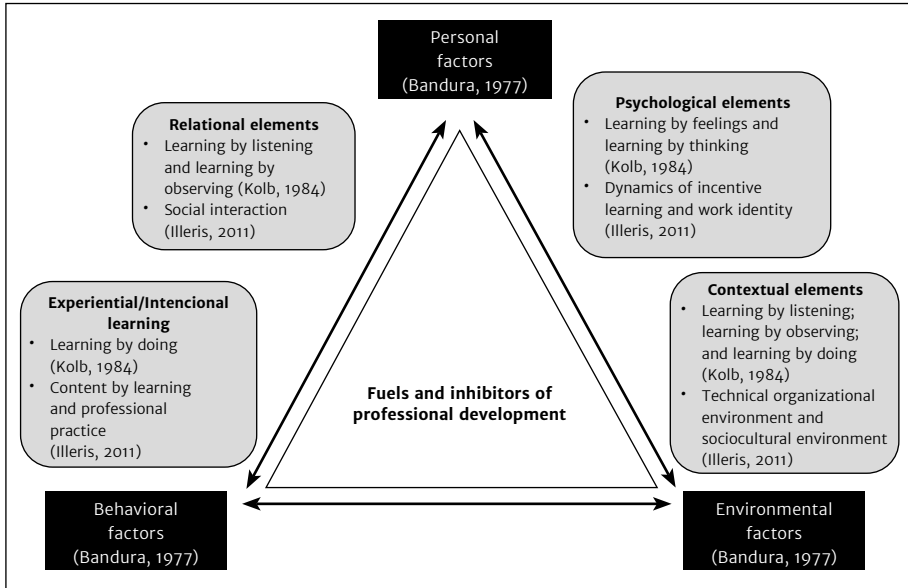 Personal
factors
(Bandura, 1977)
Relational elements
• Learning by listening
and learning by
observing (Kolb, 1984)
• Social interaction
(Illeris, 2011)
Psychological elements
• Learning by feelings and
learning by thinking
(Kolb, 1984)
• Dynamics of incentive
learning and work identity
(Illeris, 2011)
Experiential/Intencional
learning
• Learning by doing
(Kolb, 1984)
• Content by learning
and professional
practice
(Illeris, 2011)
Contextual elements
• Learning by listening;
learning by observing;
and learning by doing
(Kolb, 1984)
• Technical organizational
environment and
sociocultural environment
(Illeris, 2011)
Fuels and inhibitors of
professional development
Behavioral
factors
(Bandura, 1977)
Environmental
factors
(Bandura, 1977)